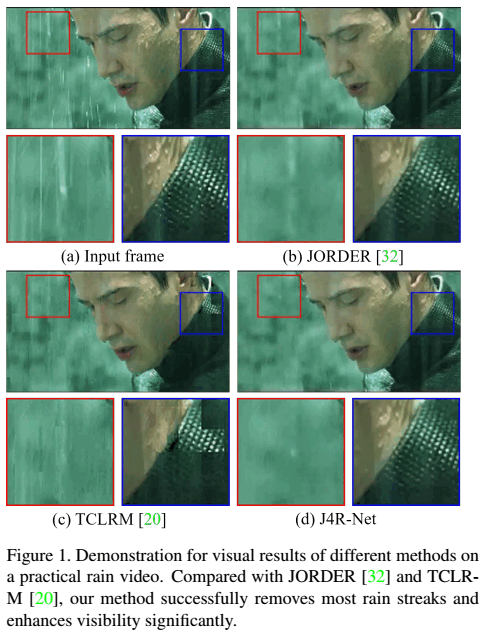 (a) Input frame
(b) JORDER [32]
(c) TCLRM [20]
(d) J4R-Net
Figure 1. Demonstration for visual results of different methods on
a practical rain video. Compared with JORDER [32] and TCLR-
M [20], our method successfully removes most rain streaks and
enhances visibility significantly.